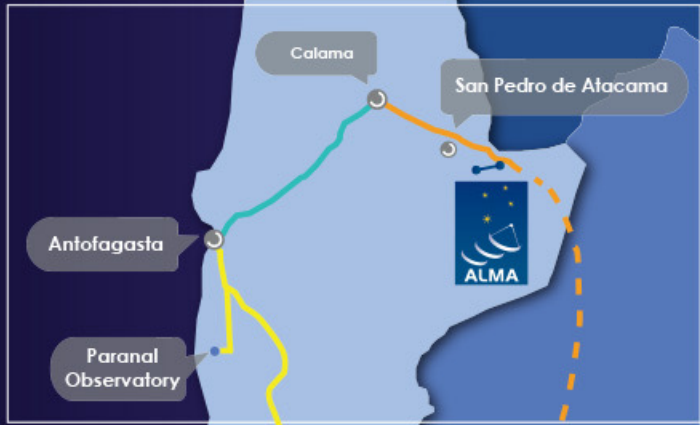 Calama
San Pedro de Atacama
Antofagasta
ALMA
Paranal
Observatory